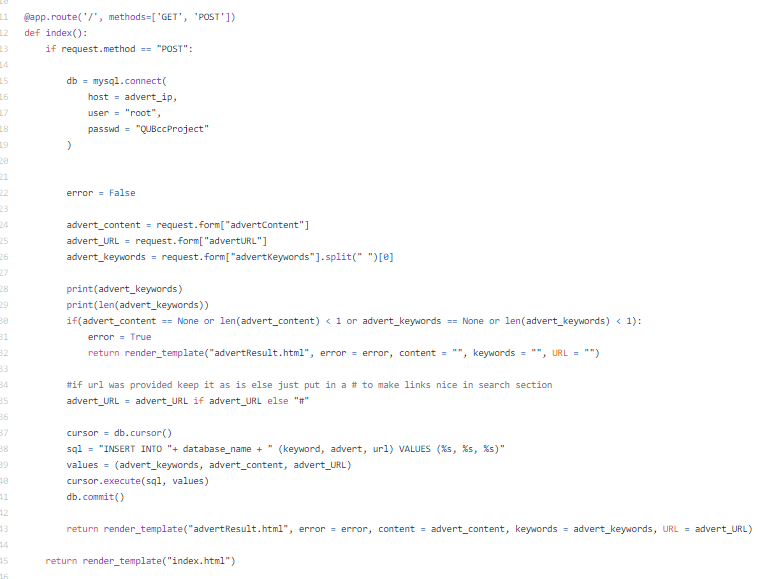 11 @app.route('/', methods=['GET', 'POST'])
12 def index():
13     if request.method == "POST":
14
15         db = mysql.connect(
16             host = advert_ip,
17             user = "root",
18             passwd = "QUBccProject"
19         )
20
21
22         error = False
23
24         advert_content = request.form["advertContent"]
25         advert_URL = request.form["advertURL"]
26         advert_keywords = request.form["advertKeywords"].split(" ")[0]
27
28         print(advert_keywords)
29         print(len(advert_keywords))
30         if(advert_content == None or len(advert_content) < 1 or advert_keywords == None or len(advert_keywords) < 1):
31             error = True
32             return render_template("advertResult.html", error = error, content = "", keywords = "", URL = "")
33
34         #if url was provided keep it as is else just put in a # to make links nice in search section
35         advert_URL = advert_URL if advert_URL else "#"
36
37         cursor = db.cursor()
38         sql = "INSERT INTO "+ database_name + " (keyword, advert, url) VALUES (%s, %s, %s)"
39         values = (advert_keywords, advert_content, advert_URL)
40         cursor.execute(sql, values)
41         db.commit()
42
43         return render_template("advertResult.html", error = error, content = advert_content, keywords = advert_keywords, URL = advert_URL)
44
45     return render_template("index.html")
46